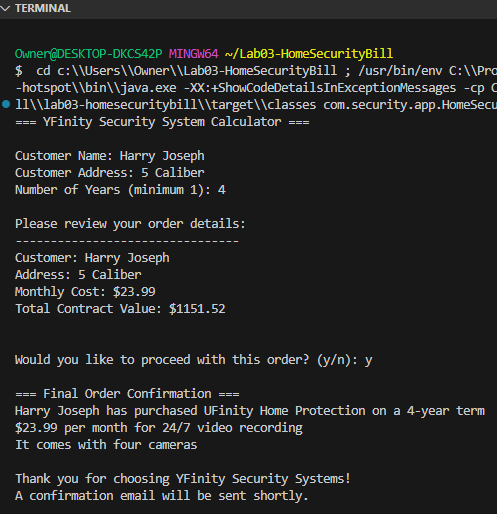 TERMINAL
Owner@DESKTOP-DKCS42P MINGW64 ~/Lab03-HomeSecurityBill
$ cd c:\\Users\\Owner\\Lab03-HomeSecurityBill ; /usr/bin/env C:\\Pro
-hotspot\\bin\\java.exe -XX:+ShowCodeDetailsInExceptionMessages -cp C
ll\\lab03-homesecuritybill\\target\\classes com.security.app.HomeSec
=== YFinity Security System Calculator ===
Customer Name: Harry Joseph
Customer Address: 5 Caliber
Number of Years (minimum 1): 4
Please review your order details:
--------------------------------
Customer: Harry Joseph
Address: 5 Caliber
Monthly Cost: $23.99
Total Contract Value: $1151.52
Would you like to proceed with this order? (y/n): y
=== Final Order Confirmation ===
Harry Joseph has purchased UFinity Home Protection on a 4-year term
$23.99 per month for 24/7 video recording
It comes with four cameras
Thank you for choosing YFinity Security Systems!
A confirmation email will be sent shortly.